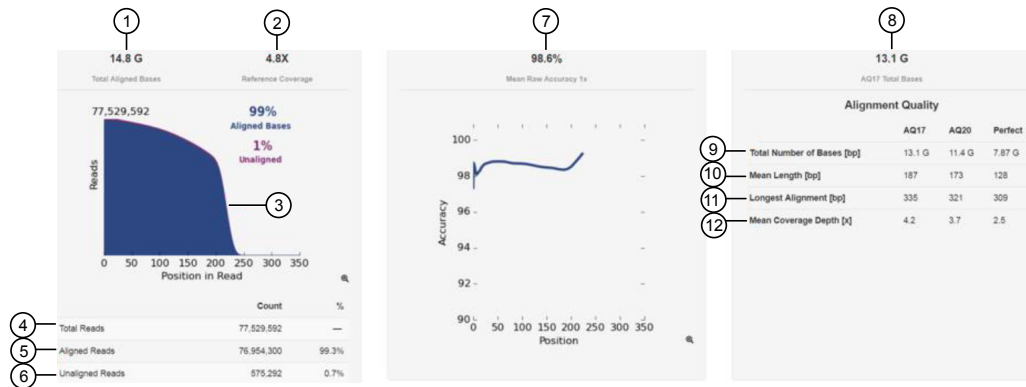 1 2 7 8
14.8 G 4.8X 98.6% 13.1 G
Total Aligned Bases Reference Coverage Mean Raw Accuracy 1x AQ17 Total Bases
77,529,592
99%
Aligned Bases
1%
Unaligned
Reads
3
0 50 100 150 200 250 300 350
Position in Read
Count %
4 Total Reads 77,529,592 —
5 Aligned Reads 76,954,300 99.3%
6 Unaligned Reads 575,292 0.7%
100
98
96
94
92
90
Accuracy
0 50 100 150 200 250 300 350
Position
Alignment Quality
AQ17 AQ20 Perfect
9 Total Number of Bases [bp] 13.1 G 11.4 G 7.87 G
10 Mean Length [bp] 187 173 128
11 Longest Alignment [bp] 335 321 309
12 Mean Coverage Depth [x] 4.2 3.7 2.5